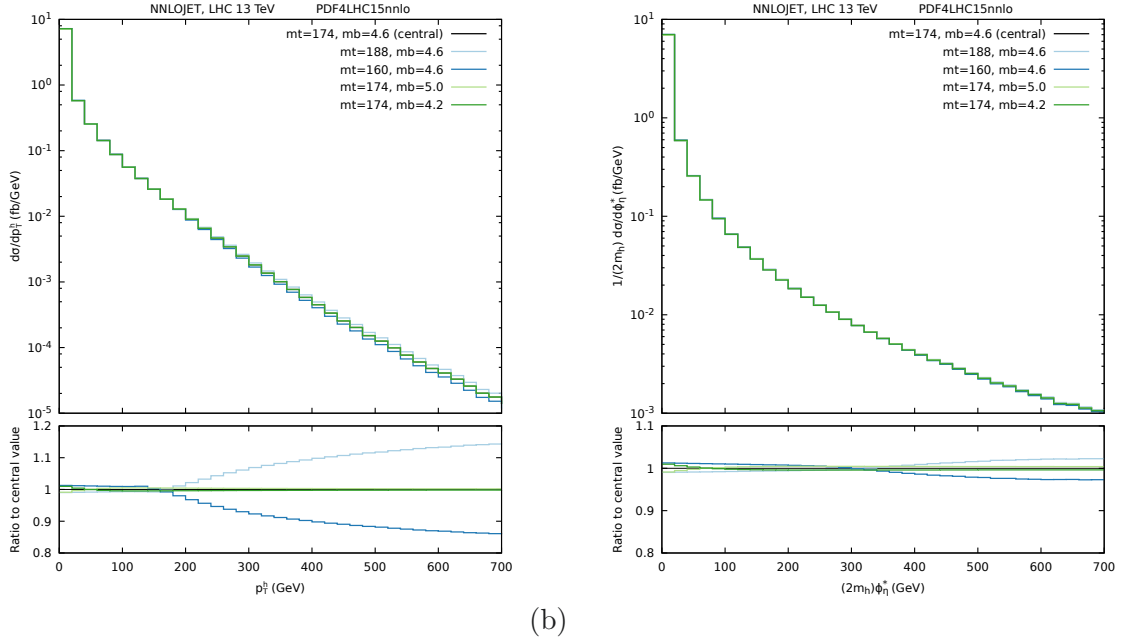 NNLOJET, LHC 13 TeV PDF4LHC15nnlo
mt=174, mb=4.6 (central)
mt=188, mb=4.6
mt=160, mb=4.6
mt=174, mb=5.0
mt=174, mb=4.2
10^1
10^0
10^-1
10^-2
10^-3
10^-4
10^-5
dσ/dp_T^h (fb/GeV)
1.2
1.1
1
0.9
0.8
Ratio to central value
0 100 200 300 400 500 600 700
p_T^h (GeV)
NNLOJET, LHC 13 TeV PDF4LHC15nnlo
mt=174, mb=4.6 (central)
mt=188, mb=4.6
mt=160, mb=4.6
mt=174, mb=5.0
mt=174, mb=4.2
10^1
10^0
10^-1
10^-2
10^-3
1/(2m_h) dσ/dϕ_η^* (fb/GeV)
1.2
1.1
1
0.9
0.8
Ratio to central value
0 100 200 300 400 500 600 700
(2m_h)ϕ_η^* (GeV)
(b)